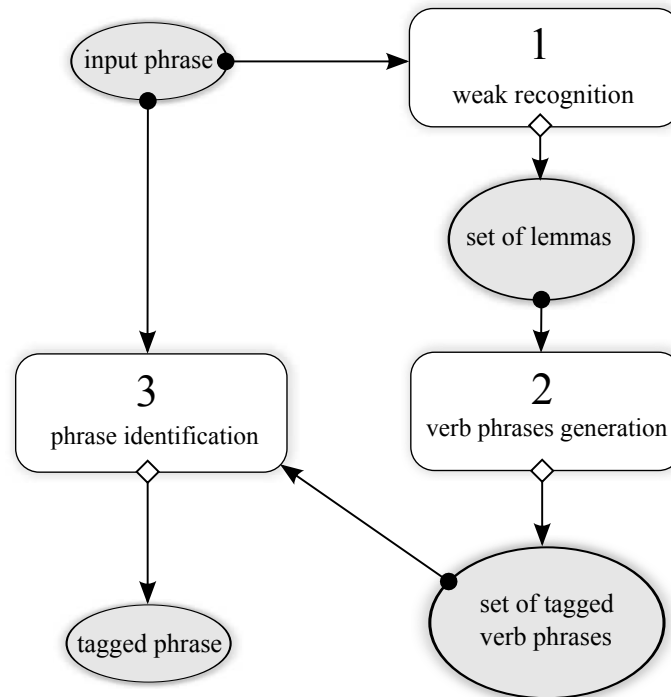 input phrase
1
weak recognition
set of lemmas
3
phrase identification
2
verb phrases generation
tagged phrase
set of tagged
verb phrases